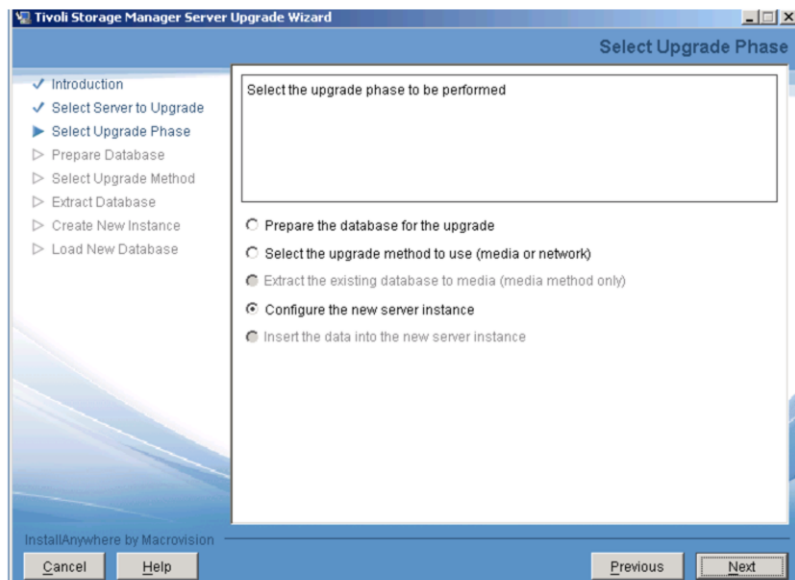 Tivoli Storage Manager Server Upgrade Wizard
Select Upgrade Phase
Introduction
Select Server to Upgrade
Select Upgrade Phase
Prepare Database
Select Upgrade Method
Extract Database
Create New Instance
Load New Database
Select the upgrade phase to be performed
Prepare the database for the upgrade
Select the upgrade method to use (media or network)
Extract the existing database to media (media method only)
Configure the new server instance
Insert the data into the new server instance
InstallAnywhere by Macrovision
Cancel
Help
Previous
Next